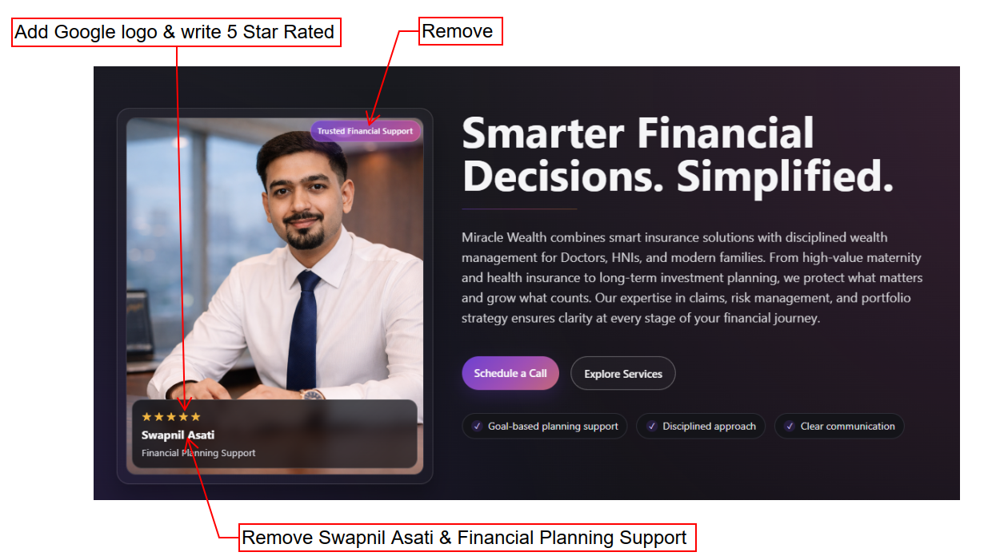 Add Google logo & write 5 Star Rated
Remove
Trusted Financial Support
Smarter Financial
Decisions. Simplified.
Miracle Wealth combines smart insurance solutions with disciplined wealth
management for Doctors, HNIs, and modern families. From high-value maternity
and health insurance to long-term investment planning, we protect what matters
and grow what counts. Our expertise in claims, risk management, and portfolio
strategy ensures clarity at every stage of your financial journey.
Schedule a Call
Explore Services
✓ Goal-based planning support
✓ Disciplined approach
✓ Clear communication
★★★★★
Swapnil Asati
Financial Planning Support
Remove Swapnil Asati & Financial Planning Support